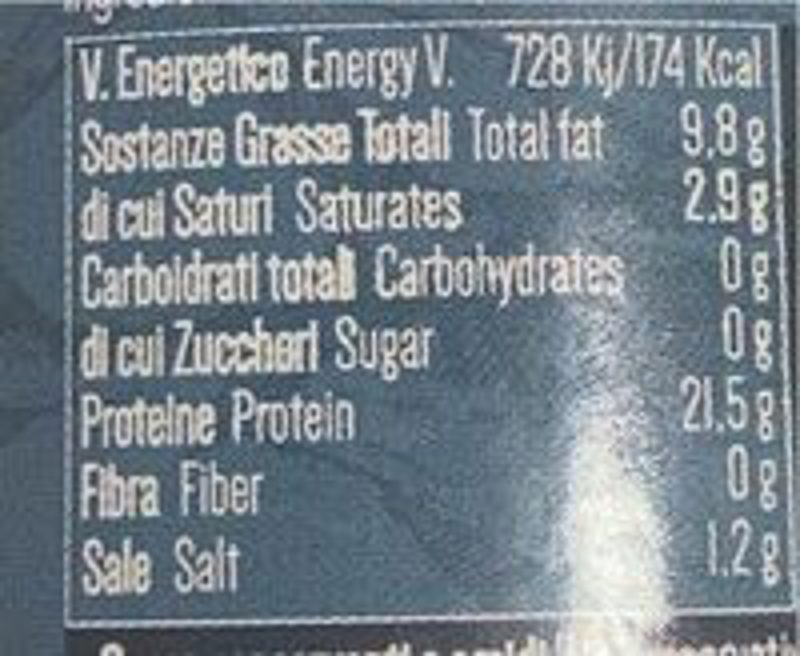 V. Energetico Energy V. 728 Kj/174 Kcal
Sostanze Grasse Totali Total fat 9.8 g
di cui Saturi Saturates 2.9 g
Carboidrati totali Carbohydrates 0 g
di cui Zuccheri Sugar 0 g
Proteine Protein 21.5 g
Fibra Fiber 0 g
Sale Salt 1.2 g